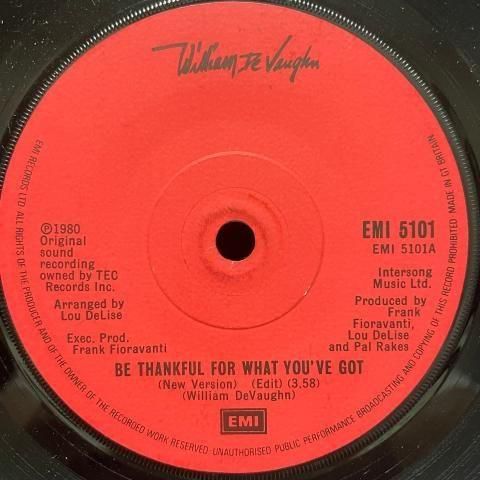 William De Vaughn
℗1980
Original
sound
recording
owned by TEC
Records Inc.
Arranged by
Lou DeLise
Exec. Prod.
Frank Fioravanti
EMI 5101
EMI 5101A
Intersong
Music Ltd.
Produced by
Frank
Fioravanti,
Lou DeLise
and Pal Rakes
BE THANKFUL FOR WHAT YOU'VE GOT
(New Version) (Edit) (3.58)
(William DeVaughn)
EMI
EMI RECORDS LTD ALL RIGHTS OF THE PRODUCER AND OF THE OWNER OF THE RECORDED WORK RESERVED. UNAUTHORISED PUBLIC PERFORMANCE BROADCASTING AND COPYING OF THIS RECORD PROHIBITED MADE IN GT BRITAIN